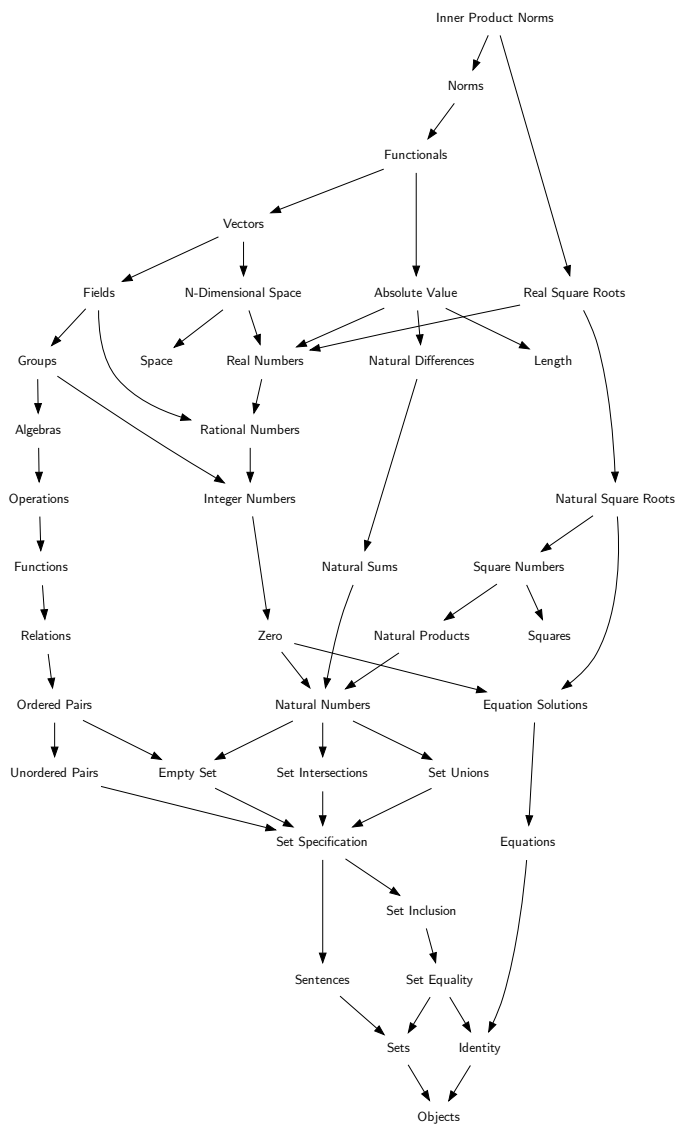 Inner Product Norms
Norms
Functionals
Vectors
Fields
N-Dimensional Space
Absolute Value
Real Square Roots
Groups
Space
Real Numbers
Natural Differences
Length
Algebras
Rational Numbers
Operations
Integer Numbers
Natural Square Roots
Functions
Natural Sums
Square Numbers
Relations
Zero
Natural Products
Squares
Ordered Pairs
Natural Numbers
Equation Solutions
Unordered Pairs
Empty Set
Set Intersections
Set Unions
Set Specification
Equations
Set Inclusion
Sentences
Set Equality
Sets
Identity
Objects